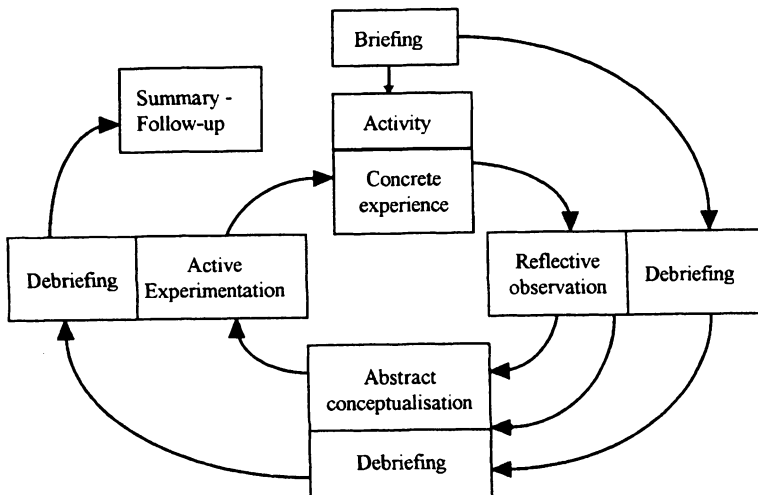 Briefing
Summary -
Follow-up
Activity
Concrete
experience
Debriefing
Active
Experimentation
Reflective
observation
Debriefing
Abstract
conceptualisation
Debriefing